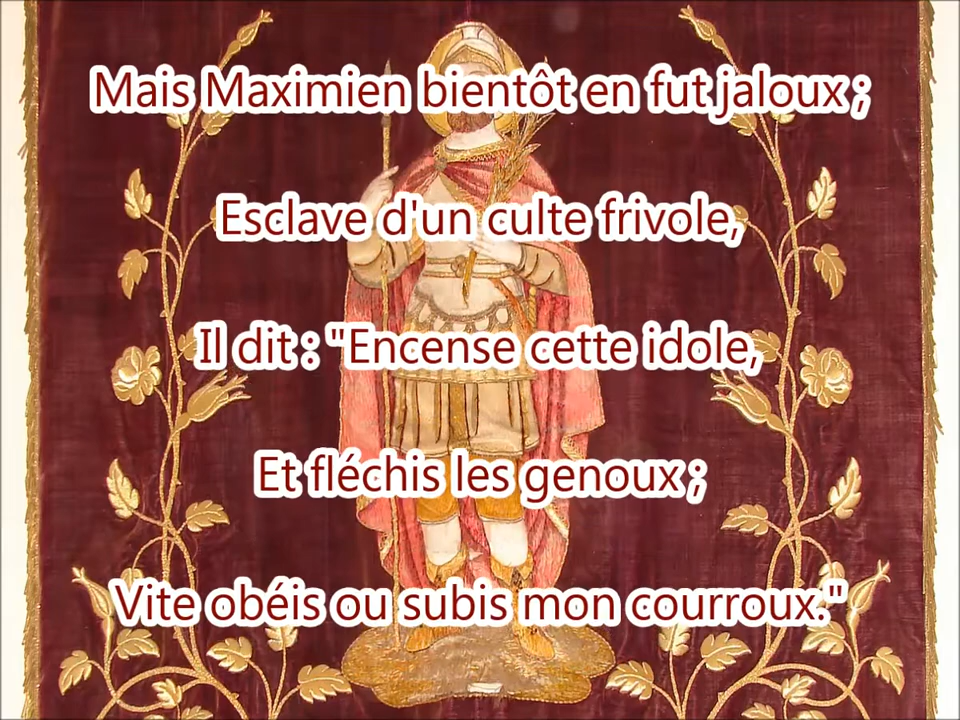 Mais Maximien bientôt en fut jaloux ;
Esclave d'un culte frivole,
Il dit : "Encense cette idole,
Et fléchis les genoux ;
Vite obéis ou subis mon courroux."